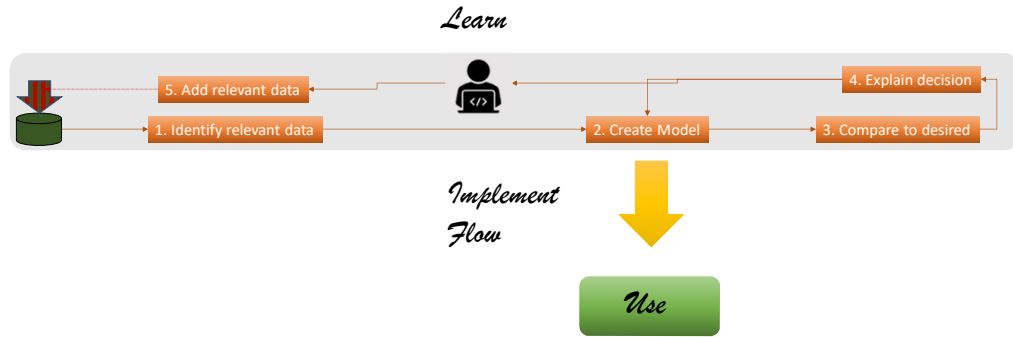 Learn
5. Add relevant data
</>
4. Explain decision
1. Identify relevant data
2. Create Model
3. Compare to desired
Implement
Flow
Use